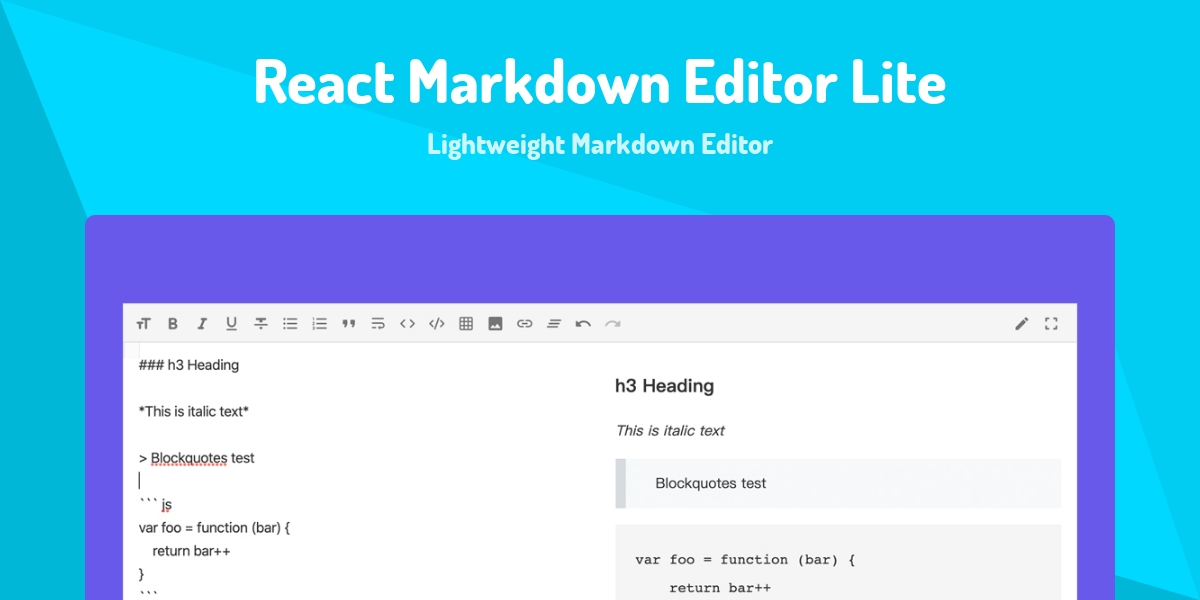 React Markdown Editor Lite
Lightweight Markdown Editor
### h3 Heading
*This is italic text*
> Blockquotes test
``` js
var foo = function (bar) {
    return bar++
}
```
h3 Heading
This is italic text
Blockquotes test
var foo = function (bar) {
    return bar++